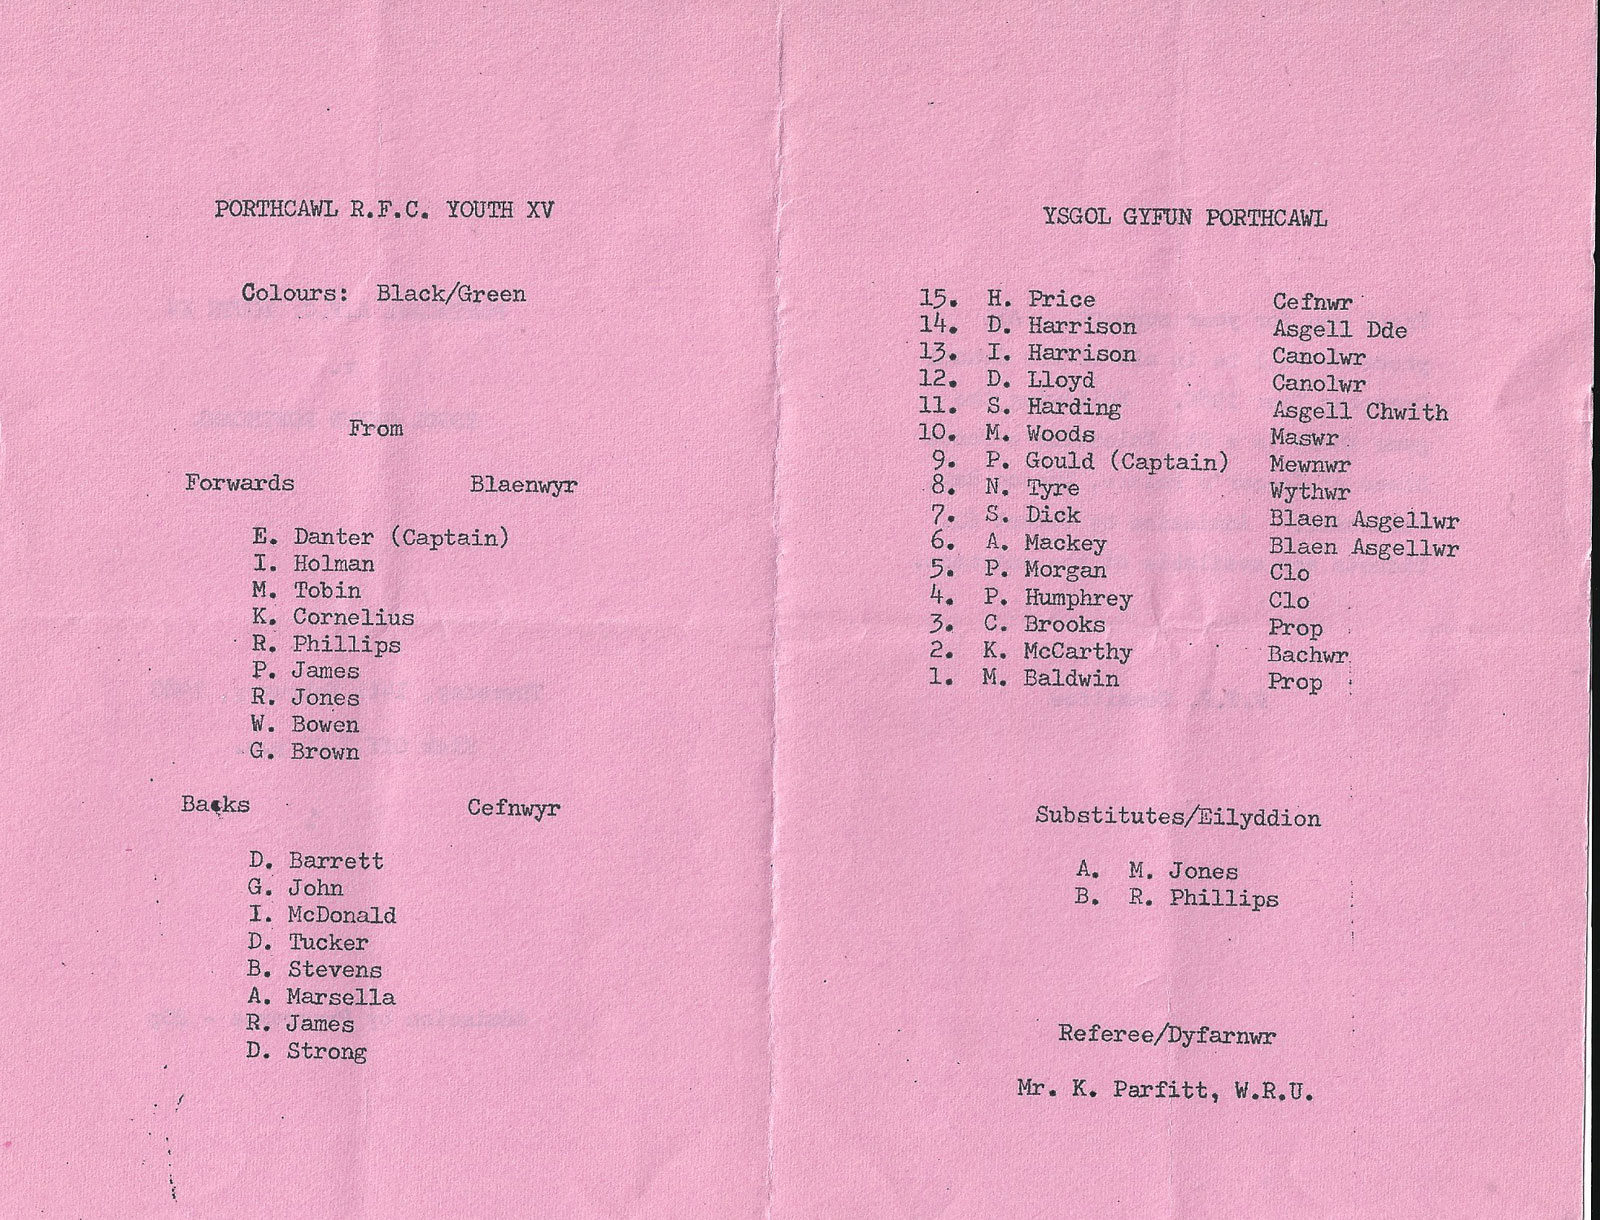 PORTHCAWL R.F.C. YOUTH XV
Colours: Black/Green
From
Forwards Blaenwyr
E. Danter (Captain)
I. Holman
M. Tobin
K. Cornelius
R. Phillips
P. James
R. Jones
W. Bowen
G. Brown
Backs Cefnwyr
D. Barrett
G. John
I. McDonald
D. Tucker
B. Stevens
A. Marsella
R. James
D. Strong
YSGOL GYFUN PORTHCAWL
15. H. Price Cefnwr
14. D. Harrison Asgell Dde
13. I. Harrison Canolwr
12. D. Lloyd Canolwr
11. S. Harding Asgell Chwith
10. M. Woods Maswr
9. P. Gould (Captain) Mewnwr
8. N. Tyre Wythwr
7. S. Dick Blaen Asgellwr
6. A. Mackey Blaen Asgellwr
5. P. Morgan Clo
4. P. Humphrey Clo
3. C. Brooks Prop
2. K. McCarthy Bachwr
1. M. Baldwin Prop
Substitutes/Eilyddion
A. M. Jones
B. R. Phillips
Referee/Dyfarnwr
Mr. K. Parfitt, W.R.U.